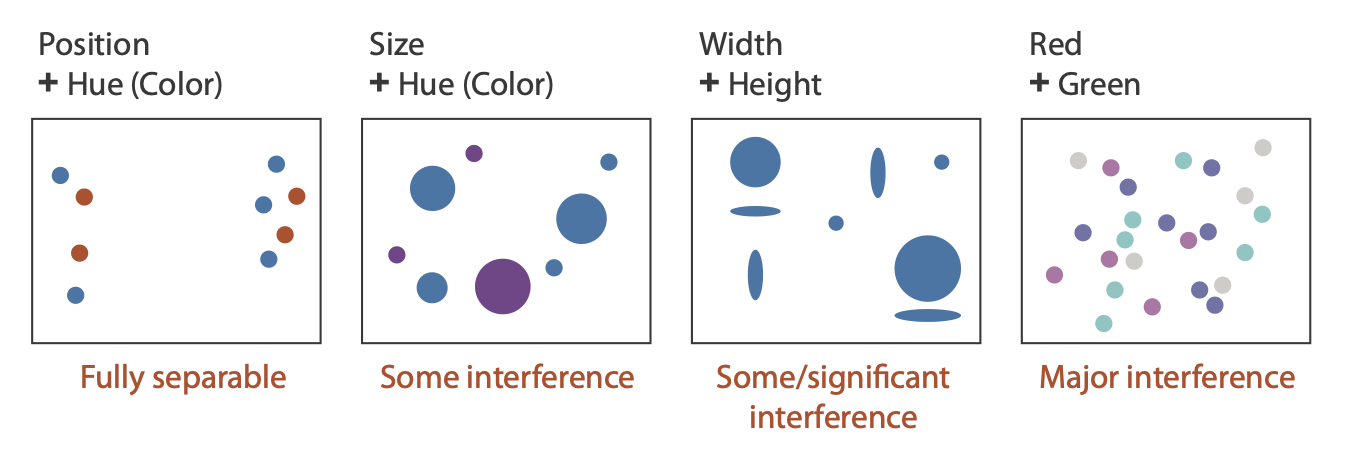 Position
+ Hue (Color)
Size
+ Hue (Color)
Width
+ Height
Red
+ Green
Fully separable
Some interference
Some/significant
interference
Major interference